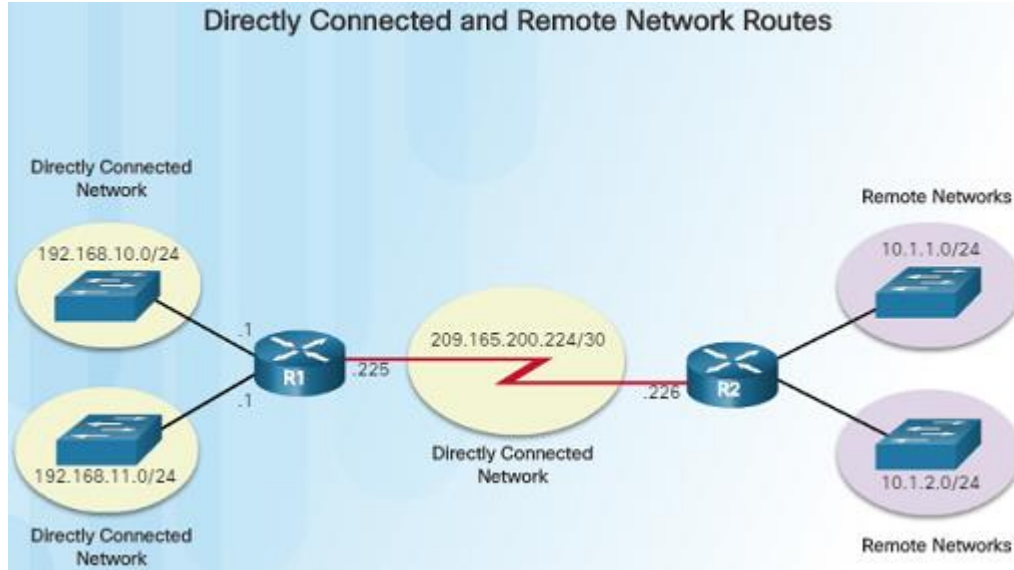 Directly Connected and Remote Network Routes
Directly Connected
Network
192.168.10.0/24
.1
R1
.1
192.168.11.0/24
Directly Connected
Network
.225
209.165.200.224/30
.226
Directly Connected
Network
R2
Remote Networks
10.1.1.0/24
10.1.2.0/24
Remote Networks